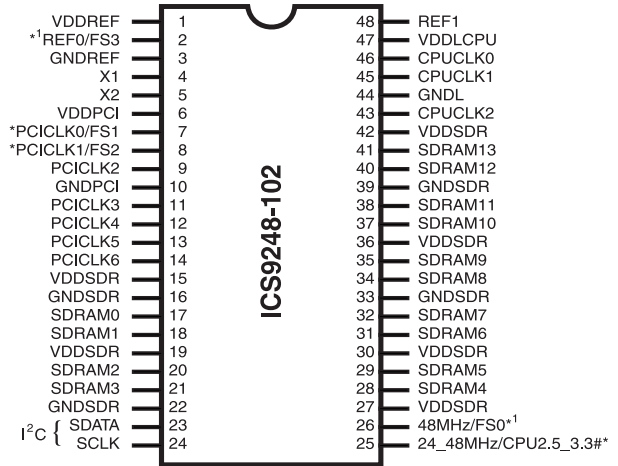 VDDREF 1 48 REF1
*¹REF0/FS3 2 47 VDDLCPU
GNDREF 3 46 CPUCLK0
X1 4 45 CPUCLK1
X2 5 44 GNDL
VDDPCI 6 43 CPUCLK2
*PCICLK0/FS1 7 42 VDDSDR
*PCICLK1/FS2 8 41 SDRAM13
PCICLK2 9 40 SDRAM12
GNDPCI 10 39 GNDSDR
PCICLK3 11 38 SDRAM11
PCICLK4 12 37 SDRAM10
PCICLK5 13 36 VDDSDR
PCICLK6 14 35 SDRAM9
VDDSDR 15 34 SDRAM8
GNDSDR 16 33 GNDSDR
SDRAM0 17 32 SDRAM7
SDRAM1 18 31 SDRAM6
VDDSDR 19 30 VDDSDR
SDRAM2 20 29 SDRAM5
SDRAM3 21 28 SDRAM4
GNDSDR 22 27 VDDSDR
I²C { SDATA 23 26 48MHz/FS0*¹
SCLK 24 25 24_48MHz/CPU2.5_3.3#*
ICS9248-102